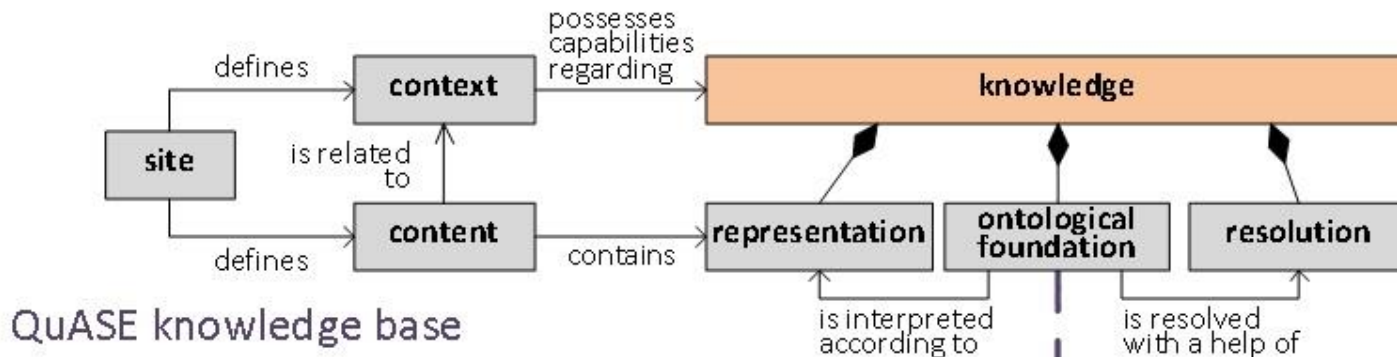 possesses
capabilities
regarding
defines
context
knowledge
site
is related
to
content
representation
ontological
foundation
resolution
defines
contains
is interpreted
according to
is resolved
with a help of
QuASE knowledge base